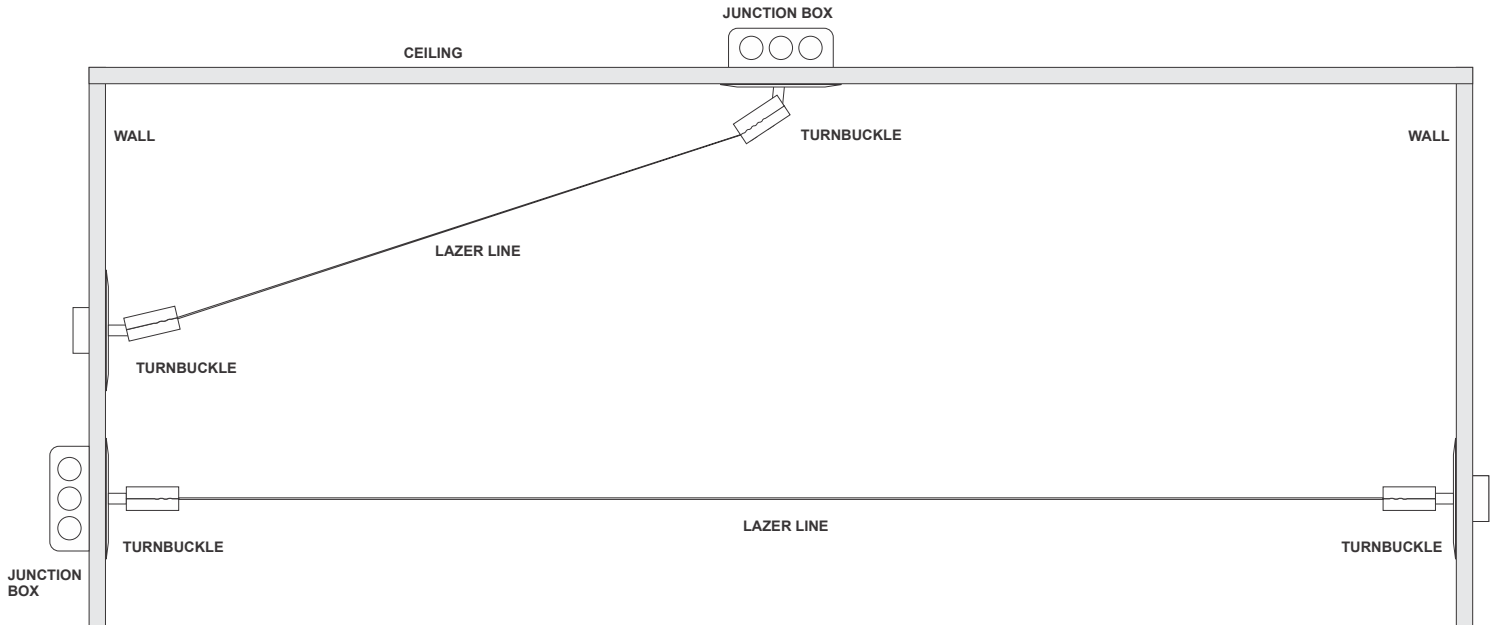 JUNCTION BOX
CEILING
WALL
TURNBUCKLE
WALL
LAZER LINE
TURNBUCKLE
LAZER LINE
TURNBUCKLE
TURNBUCKLE
JUNCTION
BOX